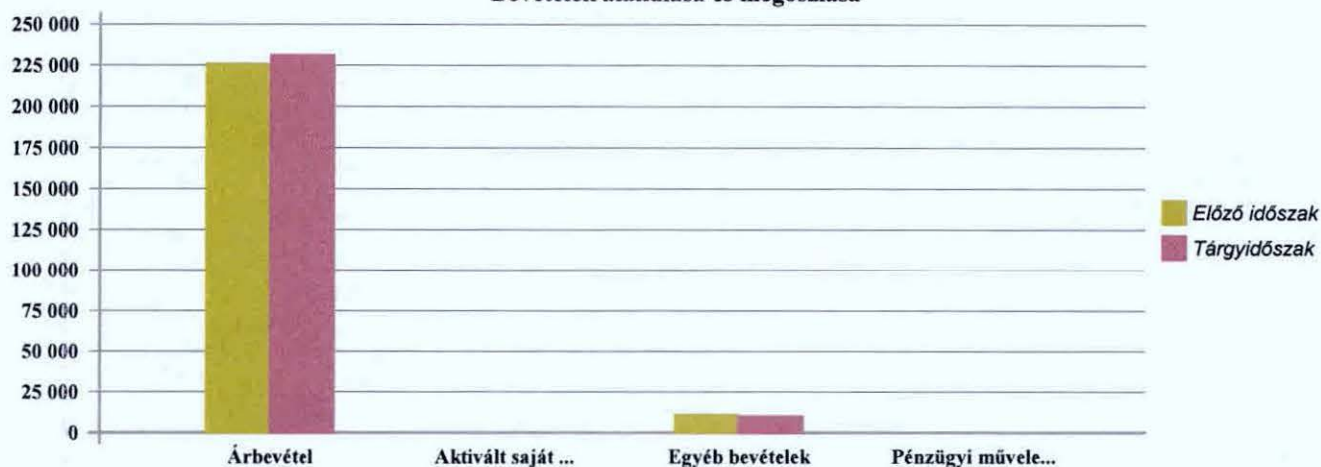 250 000
225 000
200 000
175 000
150 000
125 000
100 000
75 000
50 000
25 000
0
Árbevétel
Aktivált saját ...
Egyéb bevételek
Pénzügyi művele...
Előző időszak
Tárgyidőszak